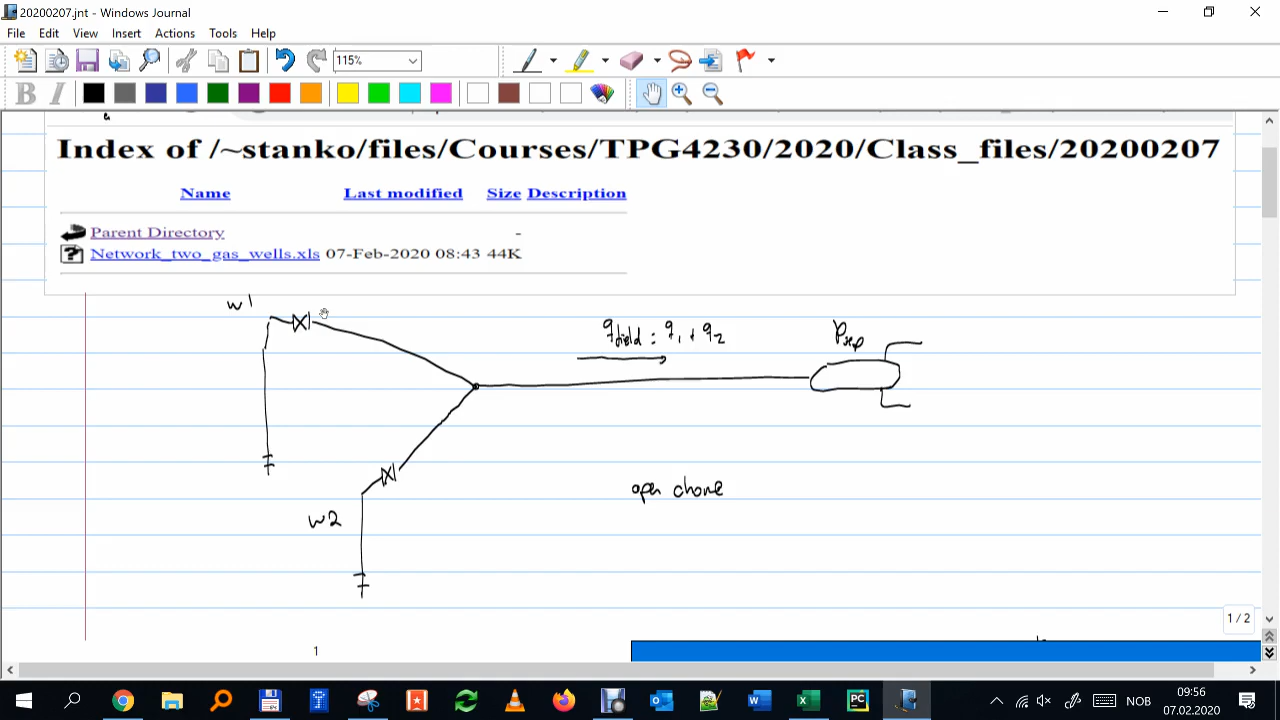 20200207.jnt - Windows Journal
File Edit View Insert Actions Tools Help
115%
B I
Index of /~stanko/files/Courses/TPG4230/2020/Class_files/20200207
Name Last modified Size Description
Parent Directory -
Network_two_gas_wells.xls 07-Feb-2020 08:43 44K
w1
qfield = q1 + q2
Psep
open choke
w2
1 / 2
1
NOB
09:56
07.02.2020